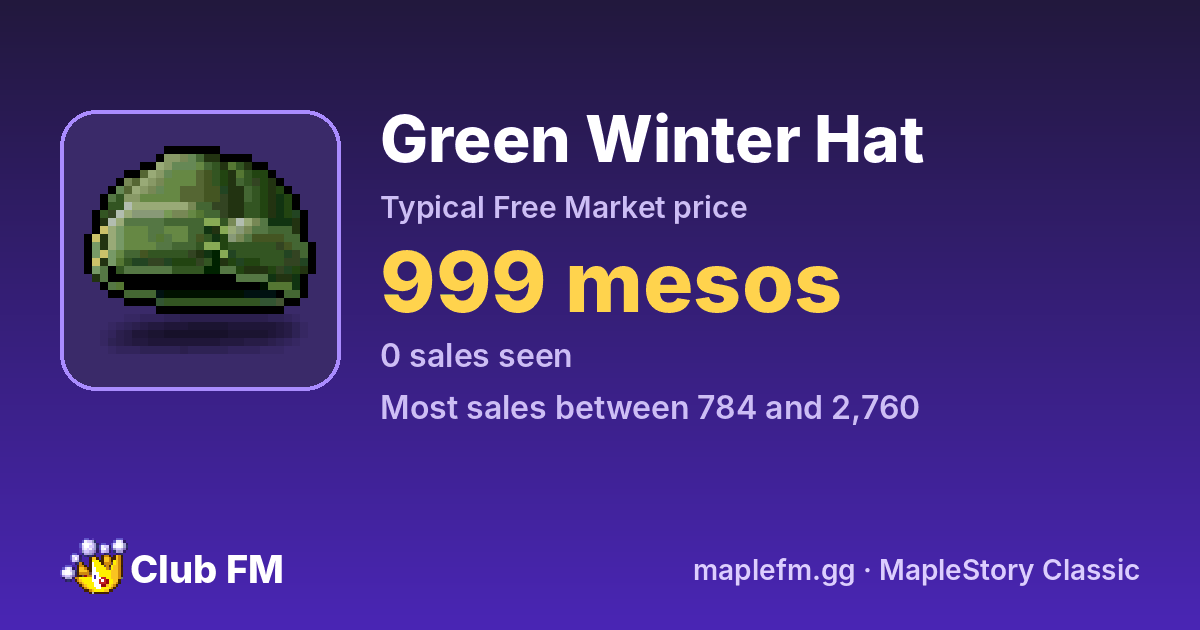 Green Winter Hat
Typical Free Market price
999 mesos
0 sales seen
Most sales between 784 and 2,760
Club FM
maplefm.gg · MapleStory Classic